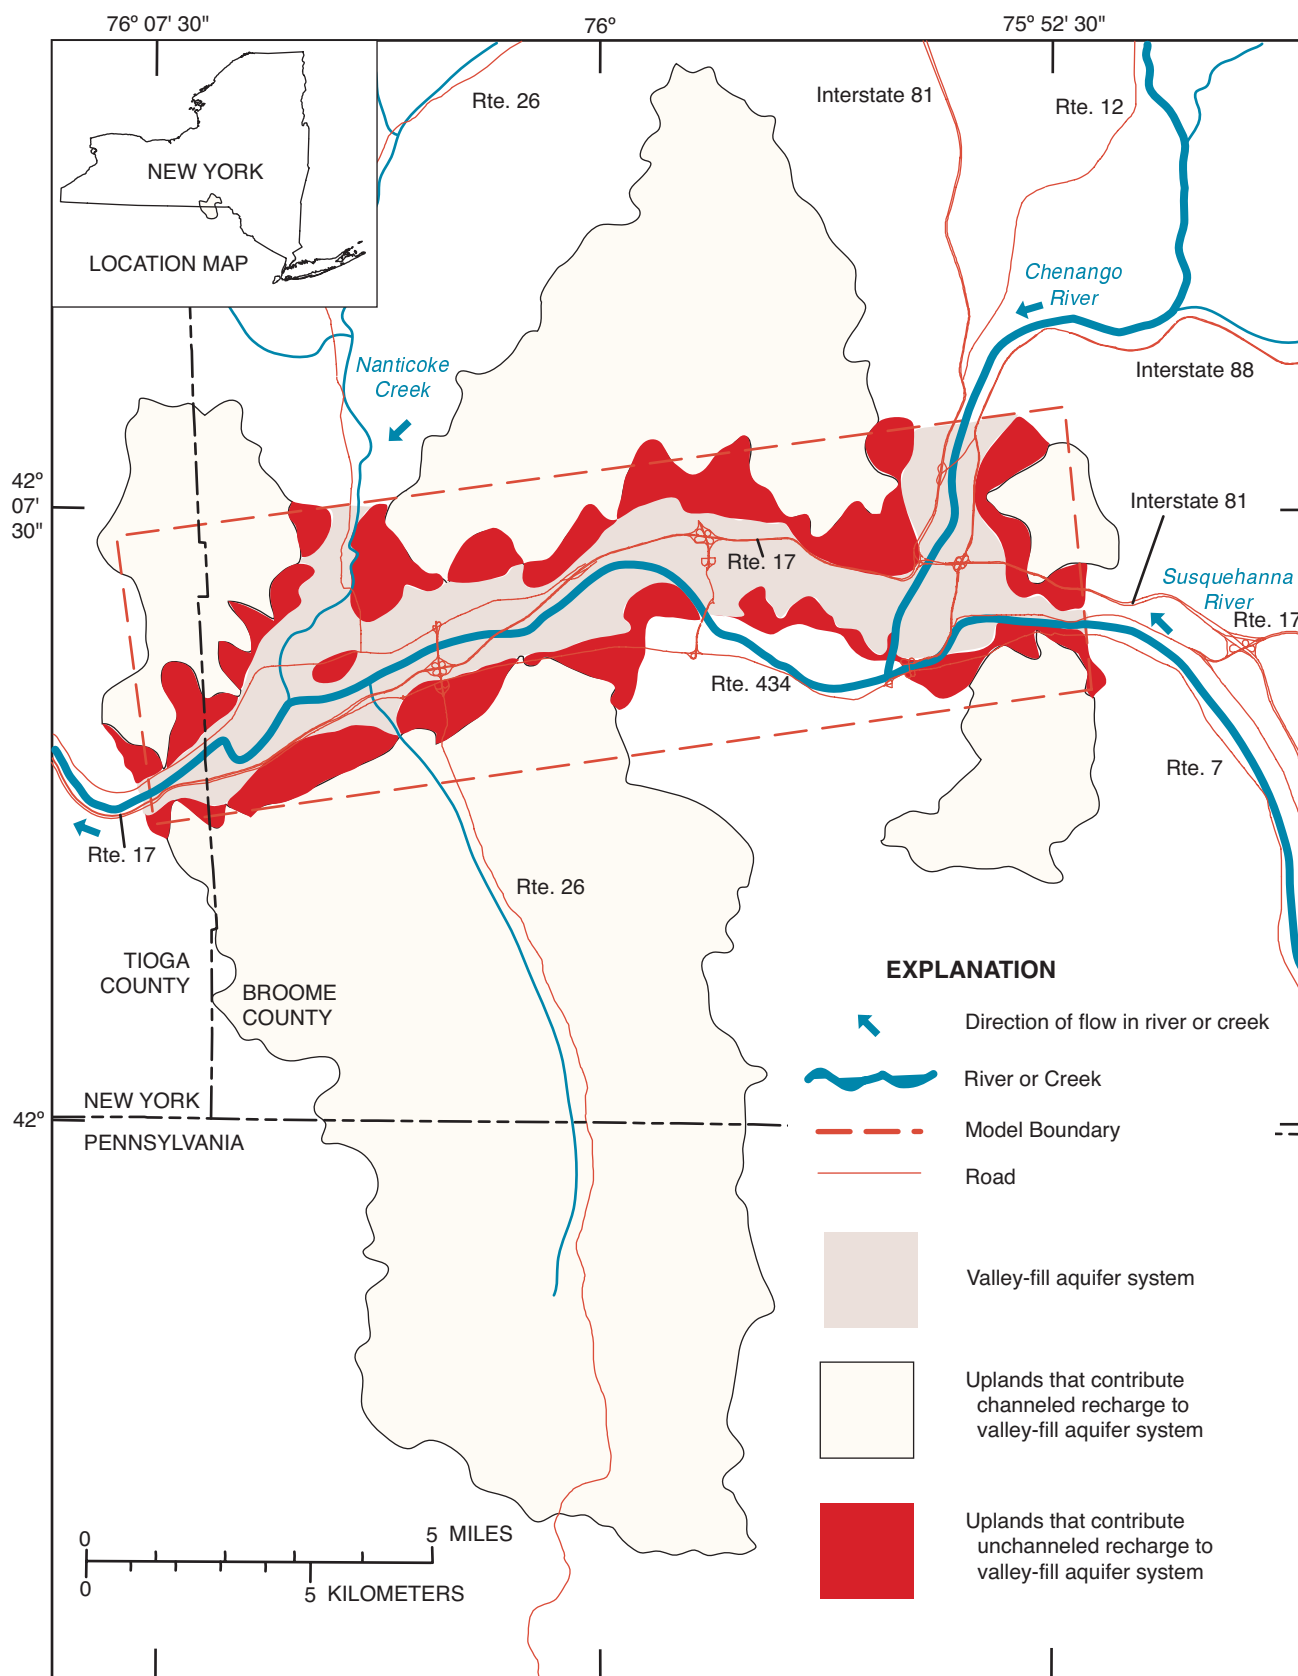 76° 07' 30"
76°
75° 52' 30"
NEW YORK
LOCATION MAP
Rte. 26
Interstate 81
Rte. 12
Chenango
River
Interstate 88
Nanticoke
Creek
42°
07'
30"
Interstate 81
Rte. 17
Susquehanna
River
Rte. 17
Rte. 434
Rte. 7
Rte. 17
Rte. 26
TIOGA
COUNTY
BROOME
COUNTY
NEW YORK
42°
PENNSYLVANIA
EXPLANATION
Direction of flow in river or creek
River or Creek
Model Boundary
Road
Valley-fill aquifer system
Uplands that contribute
channeled recharge to
valley-fill aquifer system
Uplands that contribute
unchanneled recharge to
valley-fill aquifer system
0 5 MILES
0 5 KILOMETERS